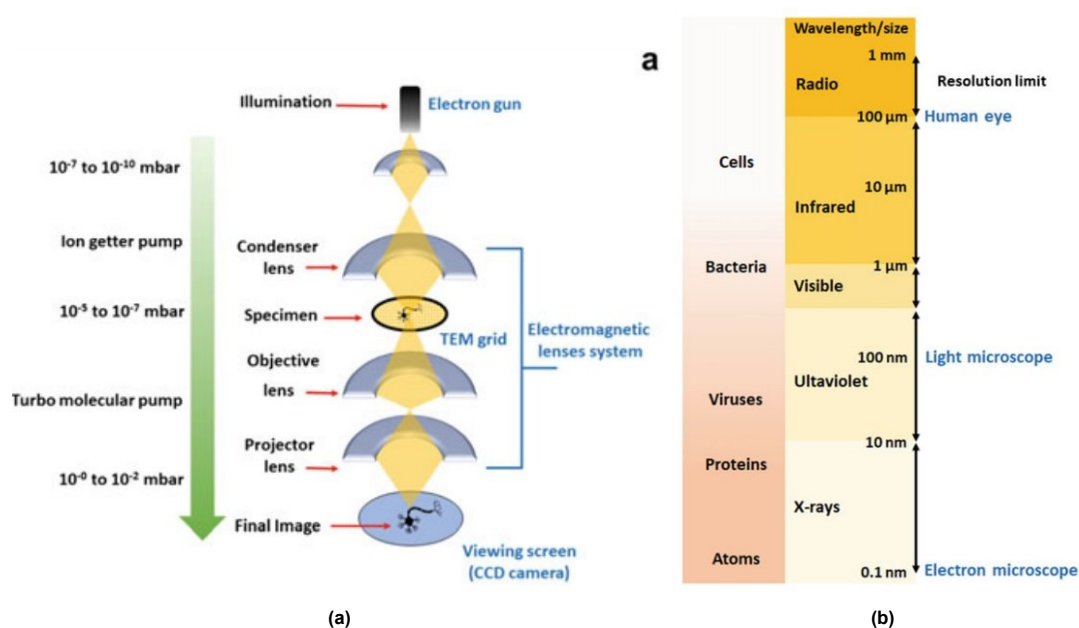 a
Illumination
Electron gun
10⁻⁷ to 10⁻¹⁰ mbar
Ion getter pump
Condenser
lens
10⁻⁵ to 10⁻⁷ mbar
Specimen
TEM grid
Electromagnetic
lenses system
Objective
lens
Turbo molecular pump
Projector
lens
10⁻⁰ to 10⁻² mbar
Final Image
Viewing screen
(CCD camera)
(a)
Wavelength/size
1 mm
Radio
Resolution limit
100 µm
Human eye
Cells
10 µm
Infrared
Bacteria
1 µm
Visible
100 nm
Light microscope
Ultaviolet
Viruses
10 nm
Proteins
X-rays
Atoms
0.1 nm
Electron microscope
(b)